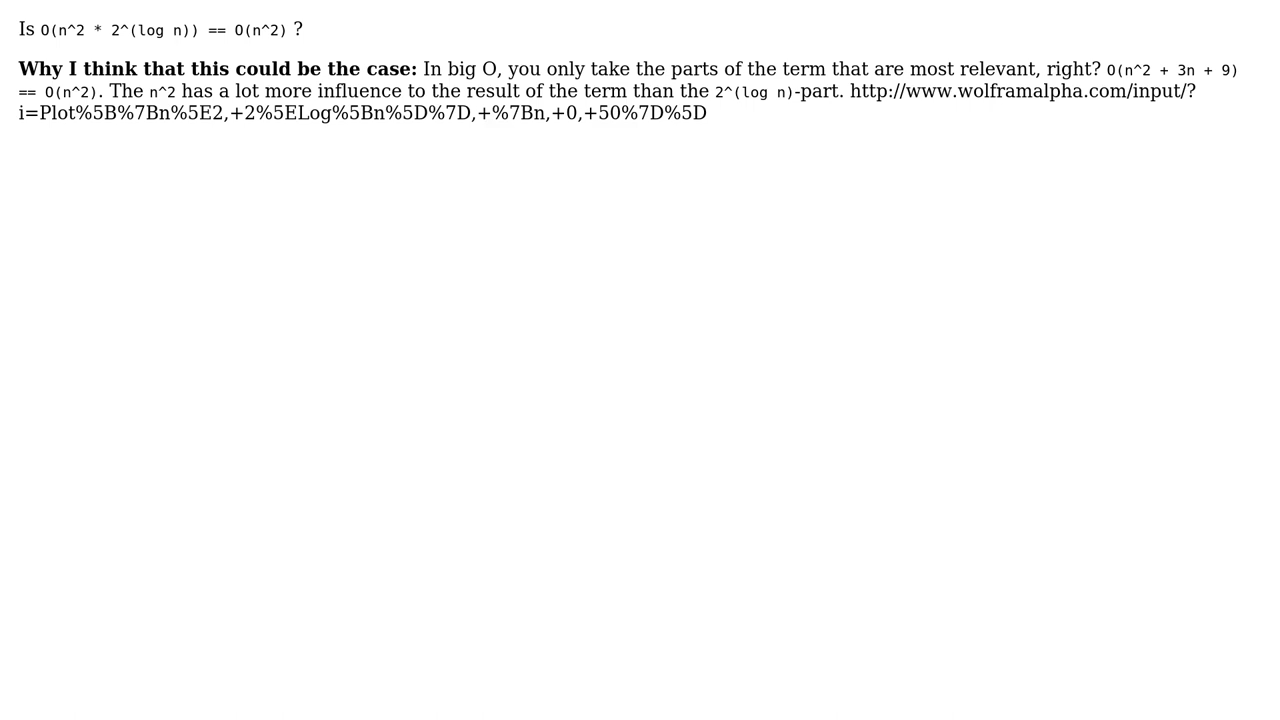 Is O(n^2 * 2^(log n)) == O(n^2) ?
Why I think that this could be the case: In big O, you only take the parts of the term that are most relevant, right? O(n^2 + 3n + 9)
== O(n^2). The n^2 has a lot more influence to the result of the term than the 2^(log n)-part. http://www.wolframalpha.com/input/?
i=Plot%5B%7Bn%5E2,+2%5ELog%5Bn%5D%7D,+%7Bn,+0,+50%7D%5D